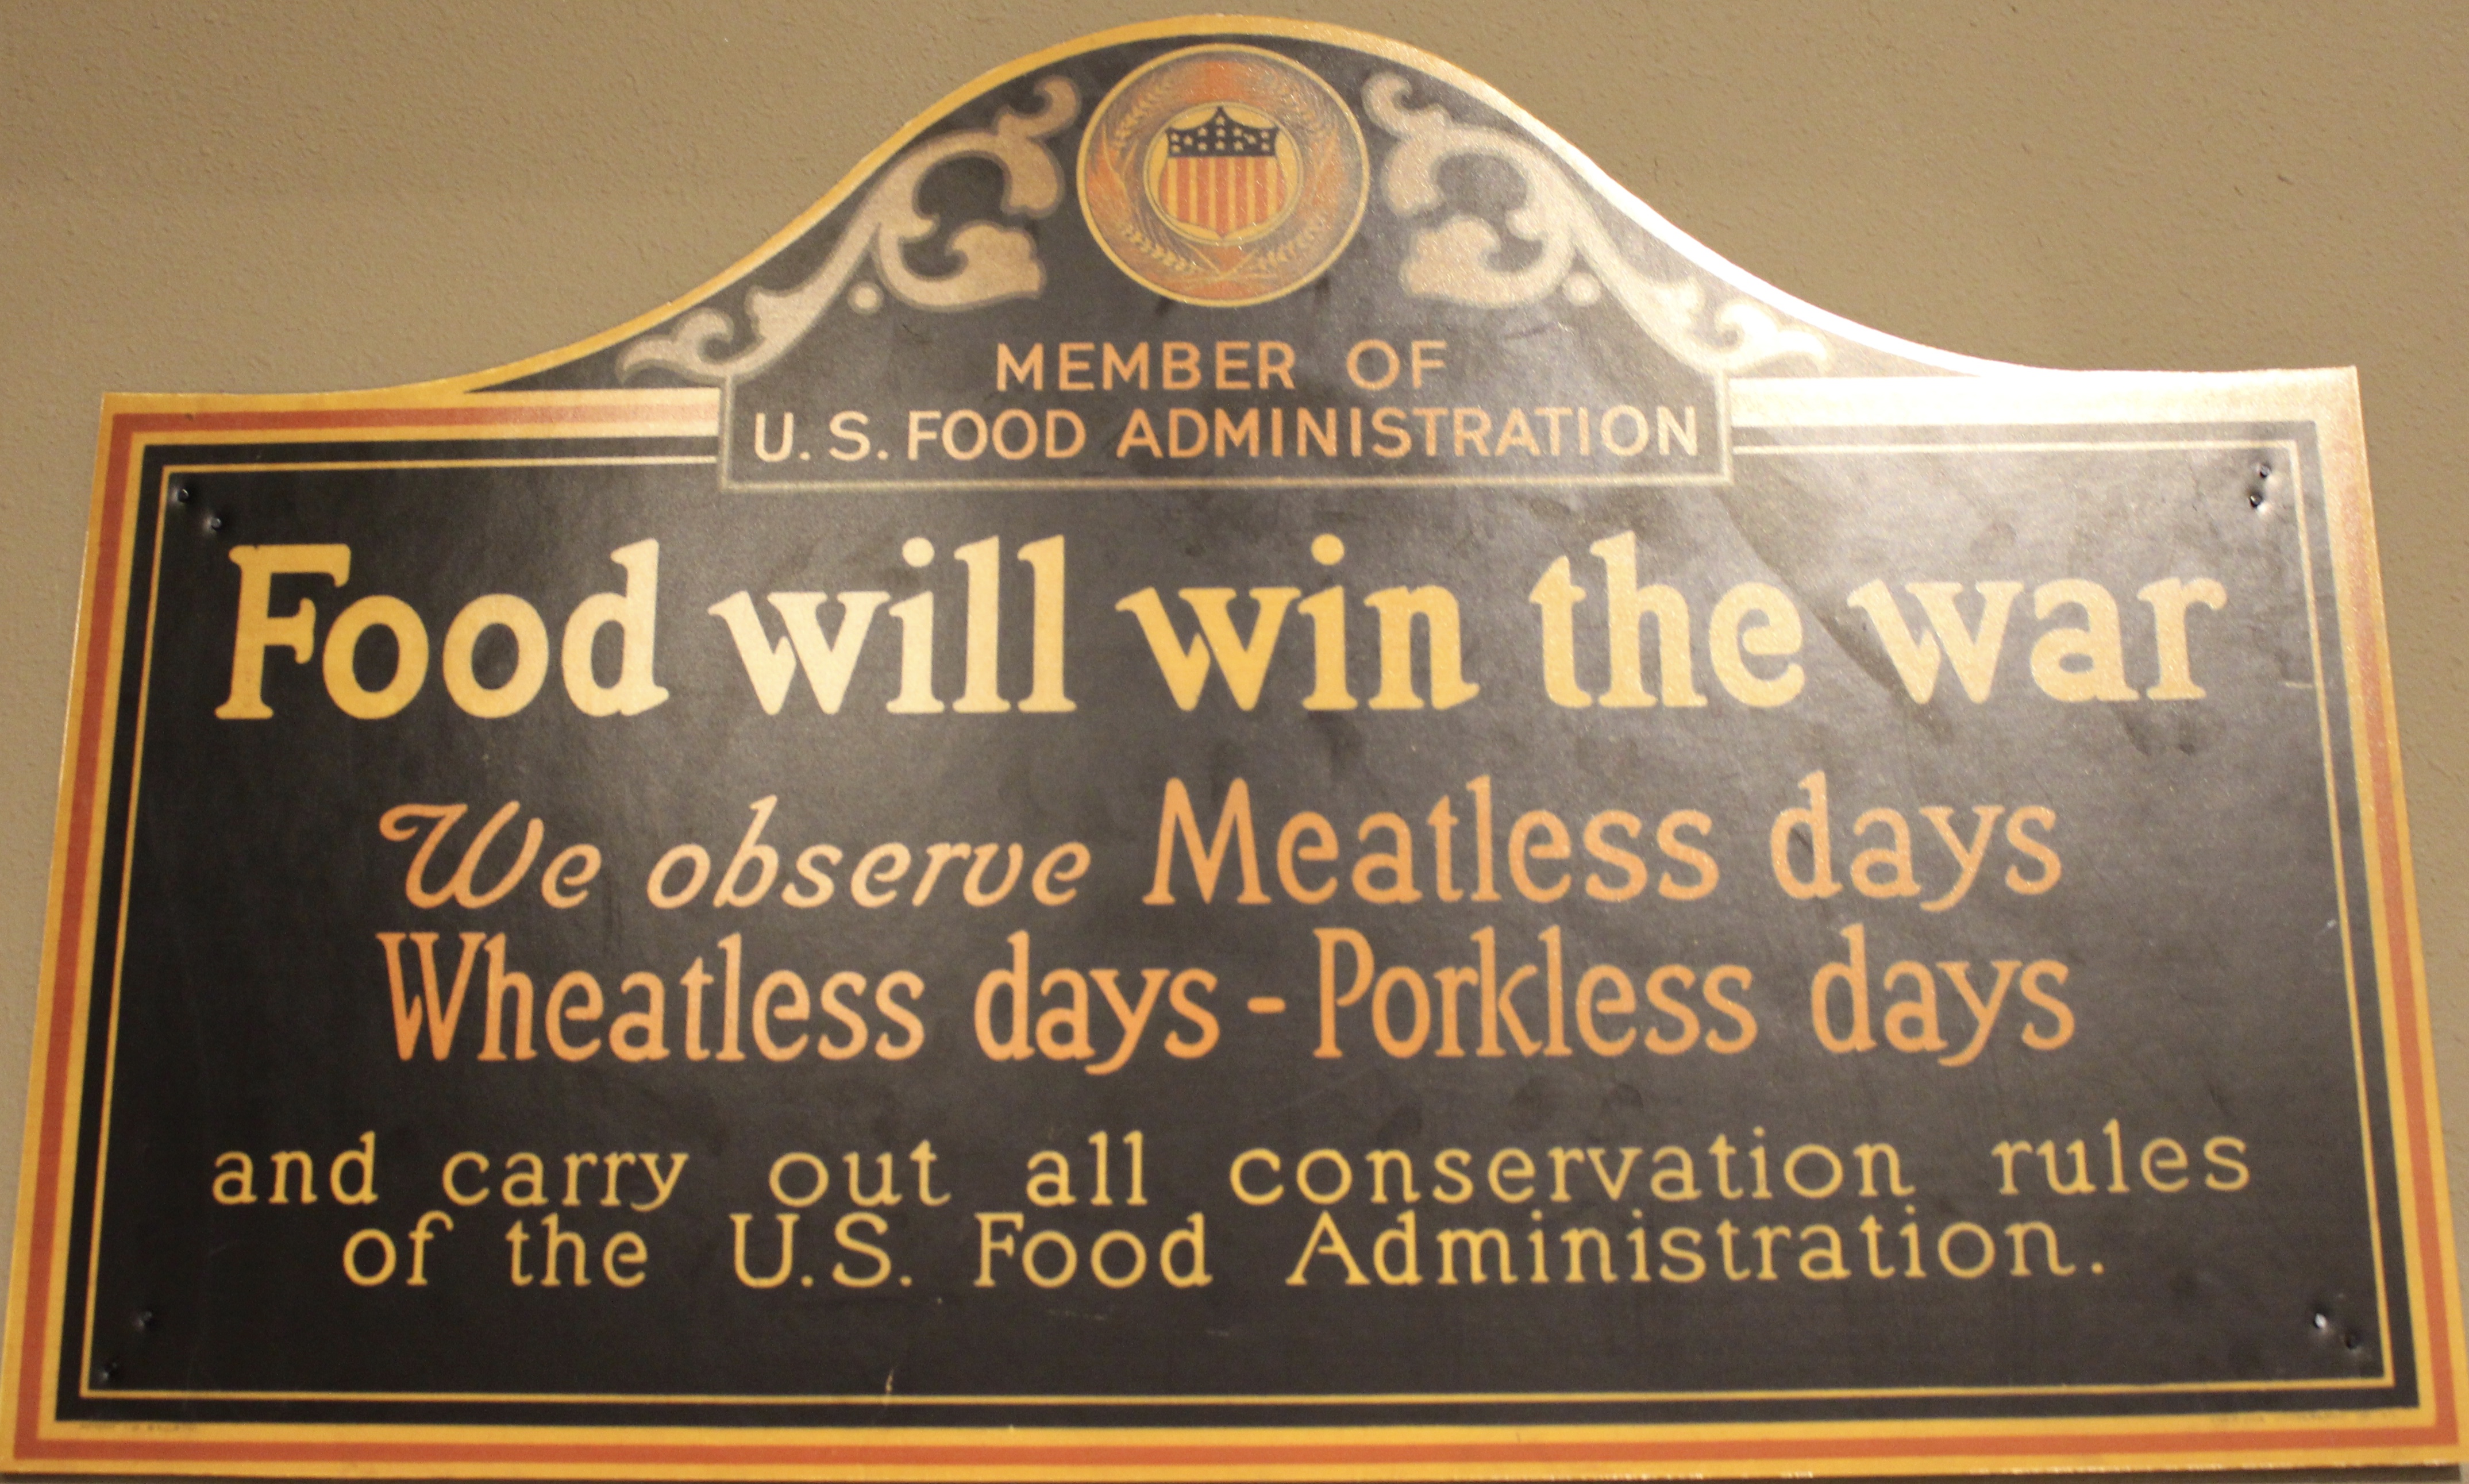 MEMBER OF
U.S. FOOD ADMINISTRATION
Food will win the war
We observe Meatless days
Wheatless days - Porkless days
and carry out all conservation rules
of the U.S. Food Administration.